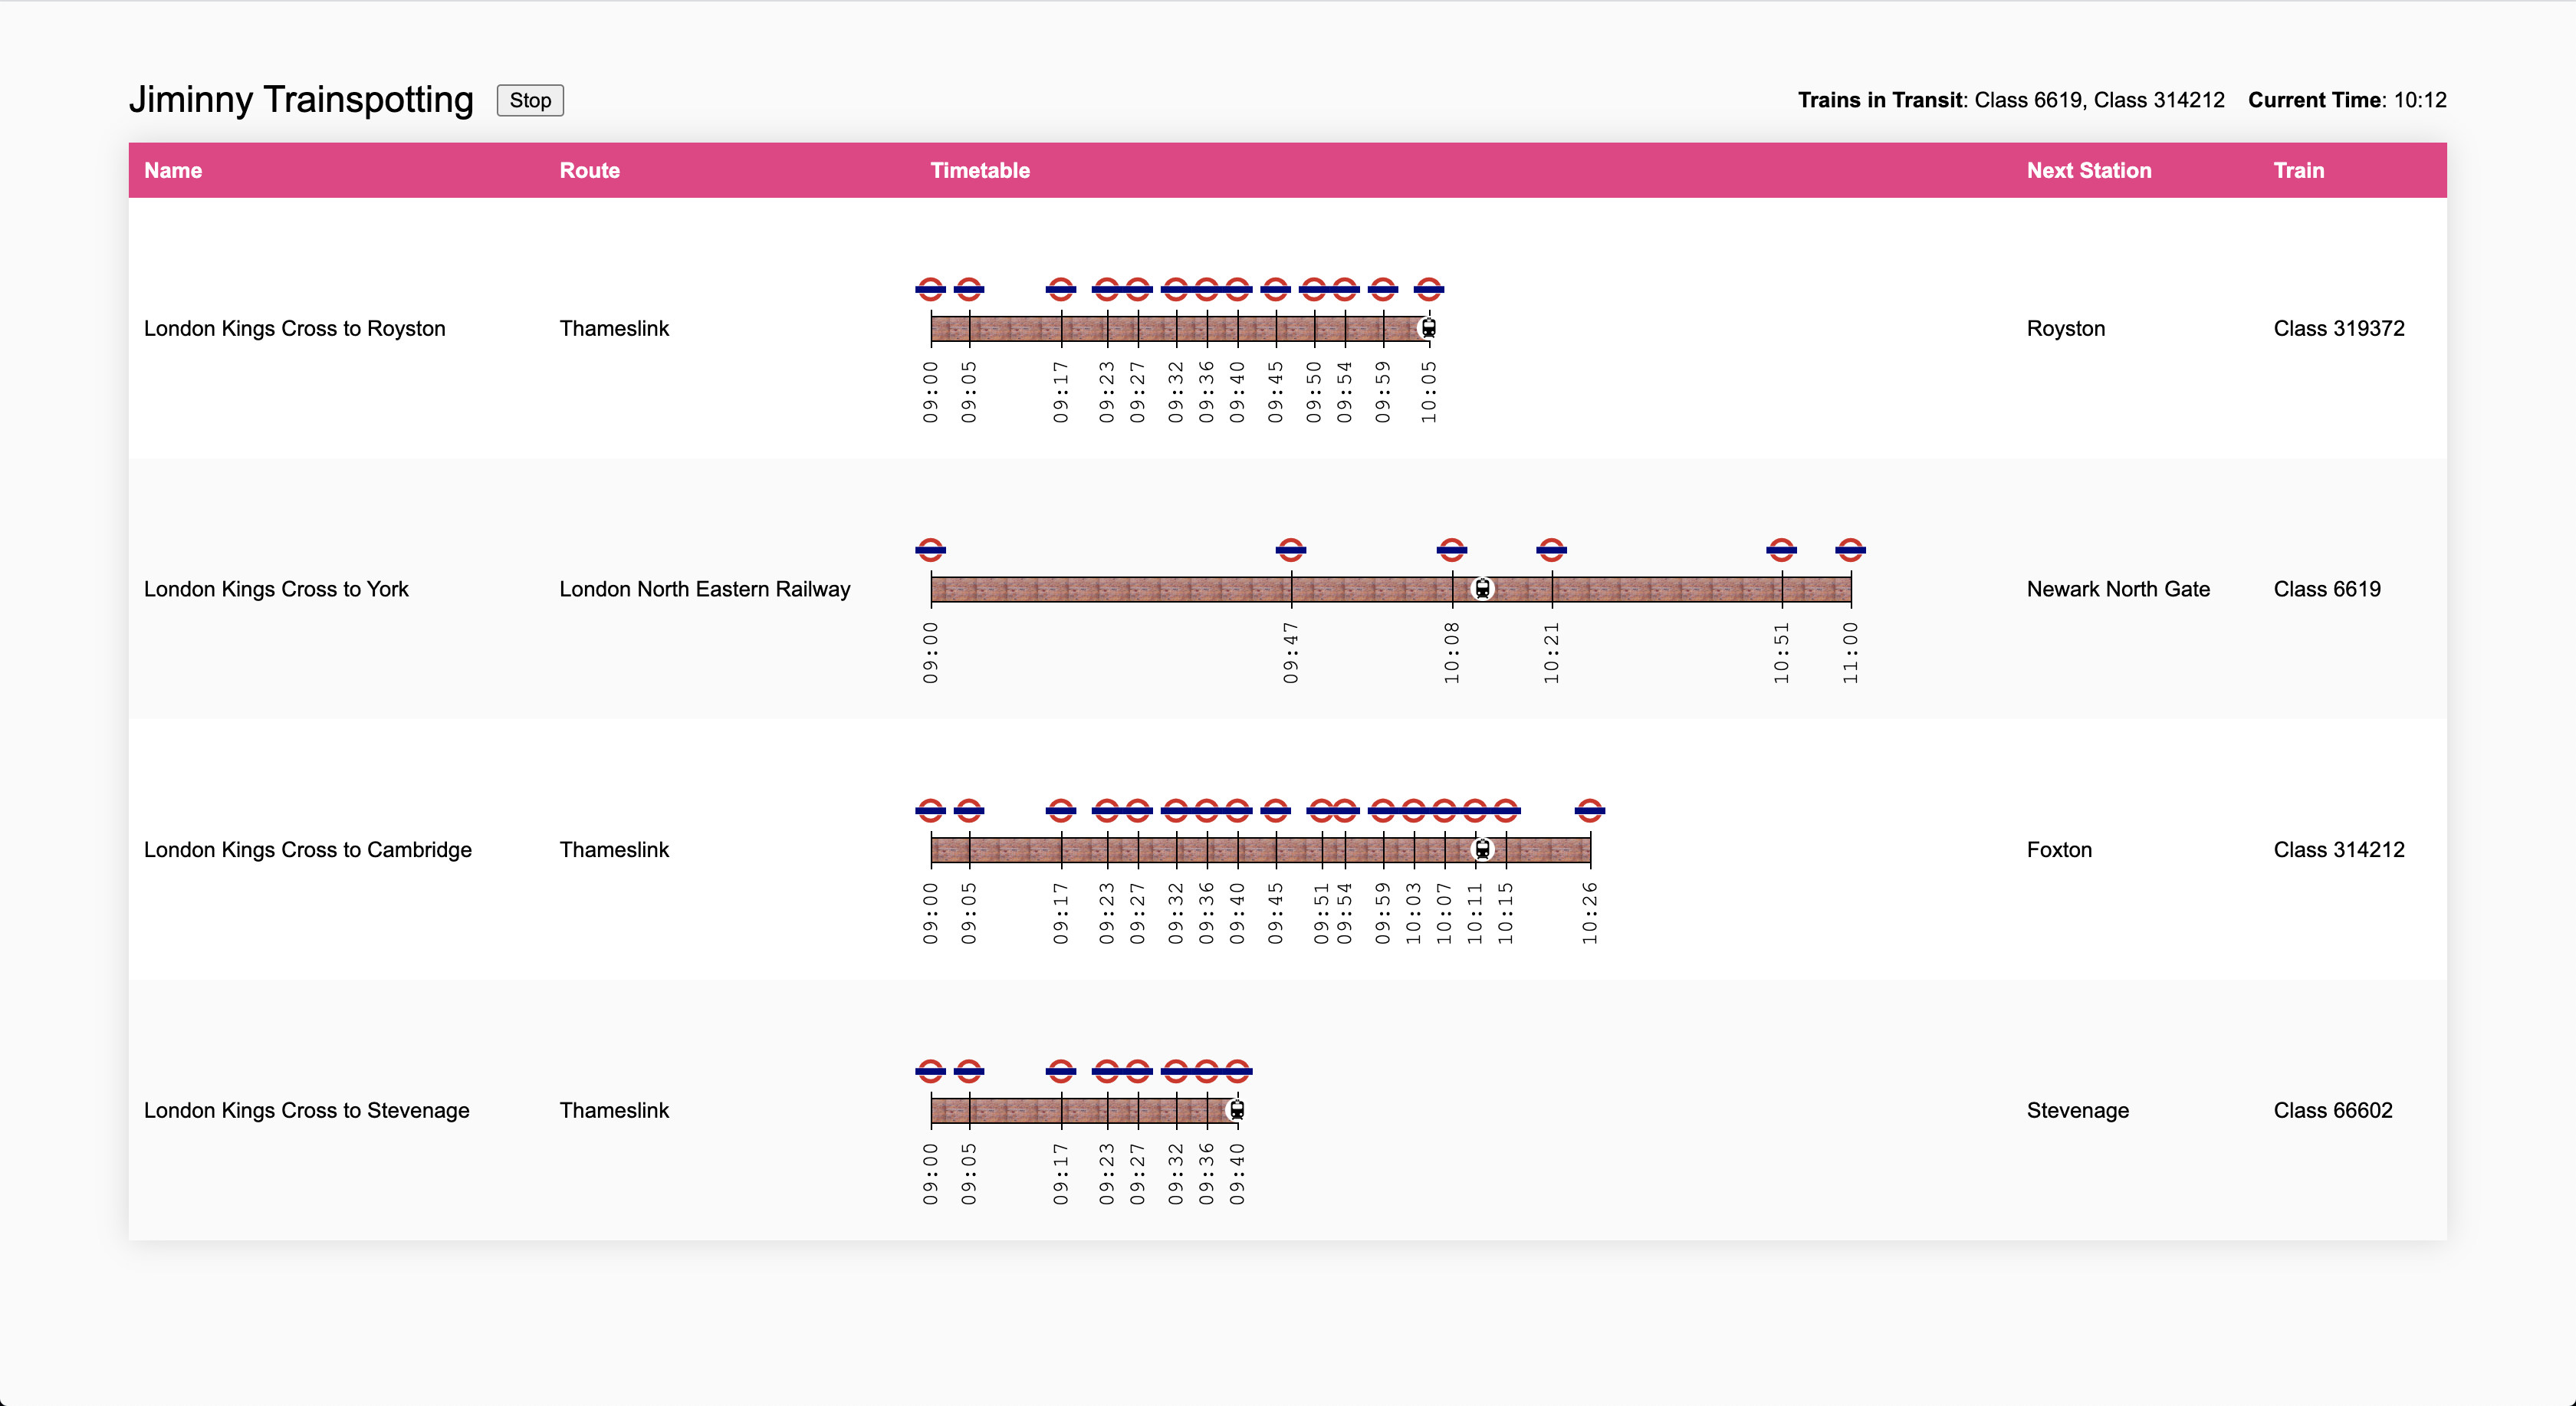 Jiminny Trainspotting Stop Trains in Transit: Class 6619, Class 314212 Current Time: 10:12
Name Route Timetable Next Station Train
London Kings Cross to Royston Thameslink Royston Class 319372
09:00 09:05 09:17 09:23 09:27 09:32 09:36 09:40 09:45 09:50 09:54 09:59 10:05
London Kings Cross to York London North Eastern Railway Newark North Gate Class 6619
09:00 09:47 10:08 10:21 10:51 11:00
London Kings Cross to Cambridge Thameslink Foxton Class 314212
09:00 09:05 09:17 09:23 09:27 09:32 09:36 09:40 09:45 09:51 09:54 09:59 10:03 10:07 10:11 10:15 10:26
London Kings Cross to Stevenage Thameslink Stevenage Class 66602
09:00 09:05 09:17 09:23 09:27 09:32 09:36 09:40